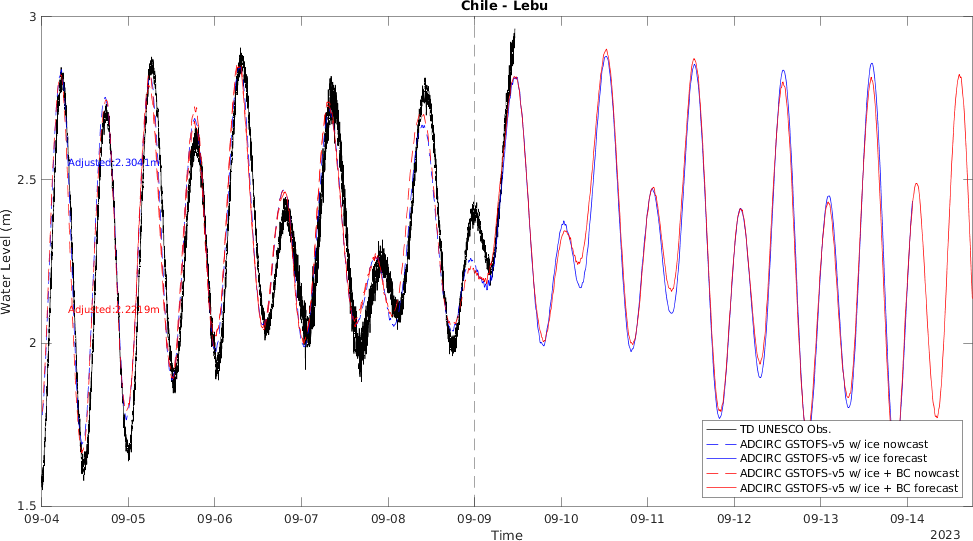 Chile - Lebu
3
2.5
2
1.5
Water Level (m)
Adjusted:2.3041m
Adjusted:2.2219m
TD UNESCO Obs.
ADCIRC GSTOFS-v5 w/ ice nowcast
ADCIRC GSTOFS-v5 w/ ice forecast
ADCIRC GSTOFS-v5 w/ ice + BC nowcast
ADCIRC GSTOFS-v5 w/ ice + BC forecast
09-04 09-05 09-06 09-07 09-08 09-09 09-10 09-11 09-12 09-13 09-14
Time
2023